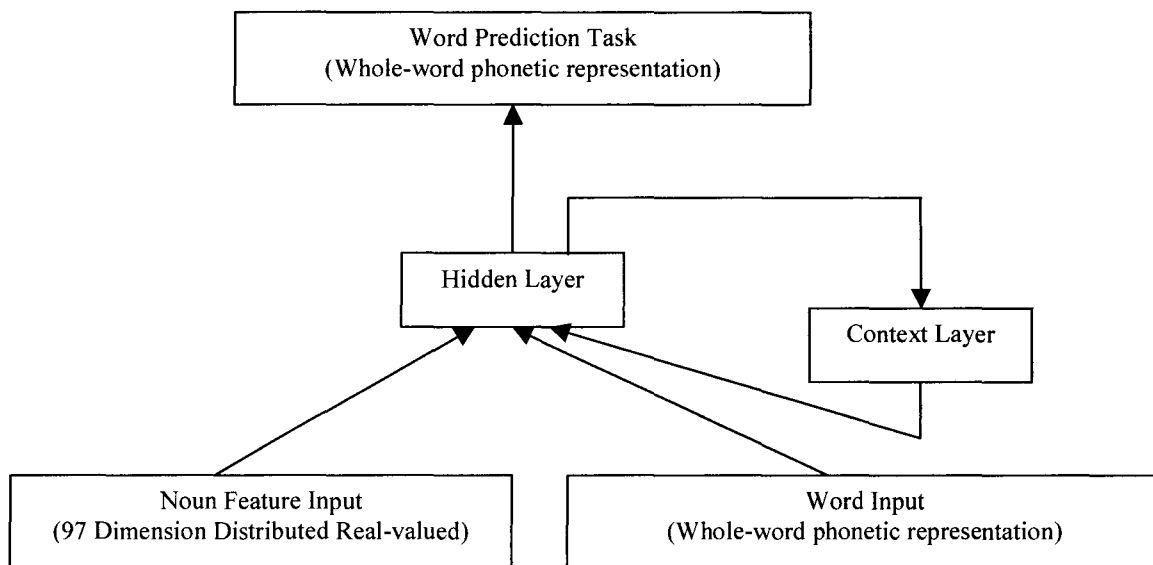 Word Prediction Task
(Whole-word phonetic representation)
Hidden Layer
Context Layer
Noun Feature Input
(97 Dimension Distributed Real-valued)
Word Input
(Whole-word phonetic representation)